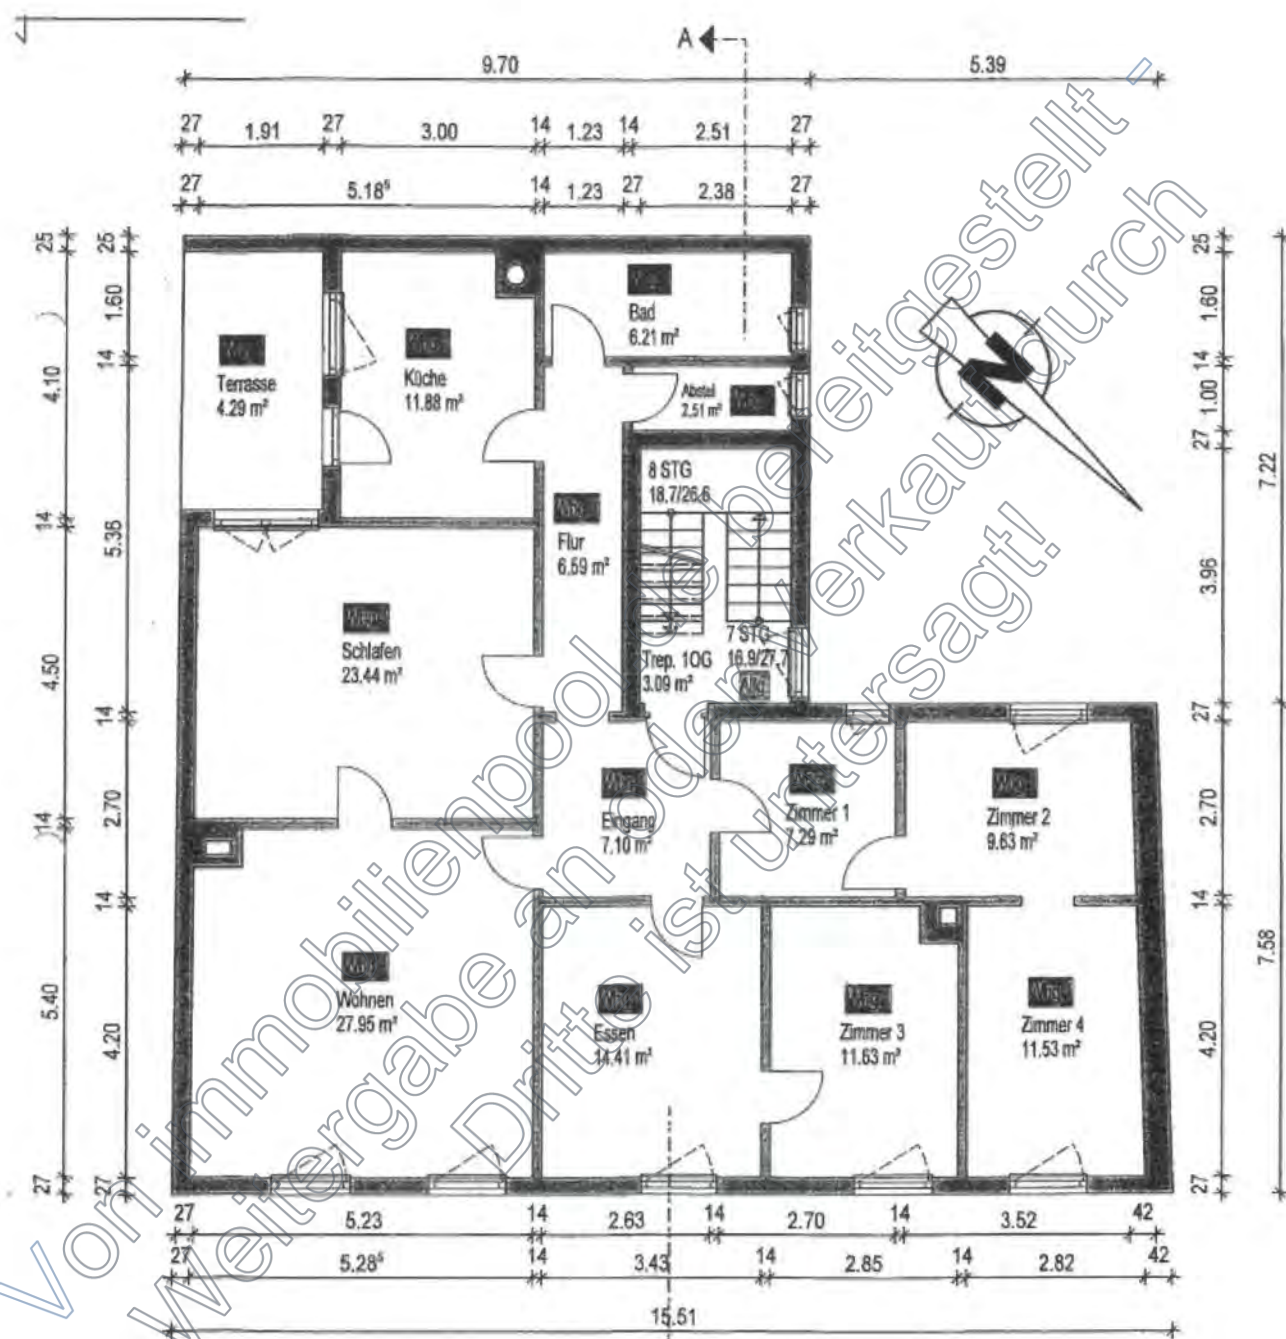 A
9.70 5.39
27 1.91 27 3.00 14 1.23 14 2.51 27
27 5.18⁵ 14 1.23 27 2.38 27
25
4.10
14
4.50
14
5.40
27
25
1.60
14
5.36
14
2.70
14
4.20
27
Terrasse
4.29 m²
Küche
11.88 m²
Bad
6.21 m²
Abstell
2.51 m²
8 STG
18.7/26.6
Flur
6.59 m²
7 STG
16.9/27.7
Trep. 1OG
3.09 m²
Allg
Schlafen
23.44 m²
Eingang
7.10 m²
Zimmer 1
7.29 m²
Zimmer 2
9.63 m²
Wohnen
27.95 m²
Essen
14.41 m²
Zimmer 3
11.63 m²
Zimmer 4
11.53 m²
N
25
1.60
14
1.00
27
3.96
27
2.70
14
4.20
27
7.22
7.58
27 5.23 14 2.63 14 2.70 14 3.52 42
27 5.28⁵ 14 3.43 14 2.85 14 2.82 42
15.51
Von immobilienpool.de bereitgestellt -
Weitergabe an oder Verkauf durch
Dritte ist untersagt!